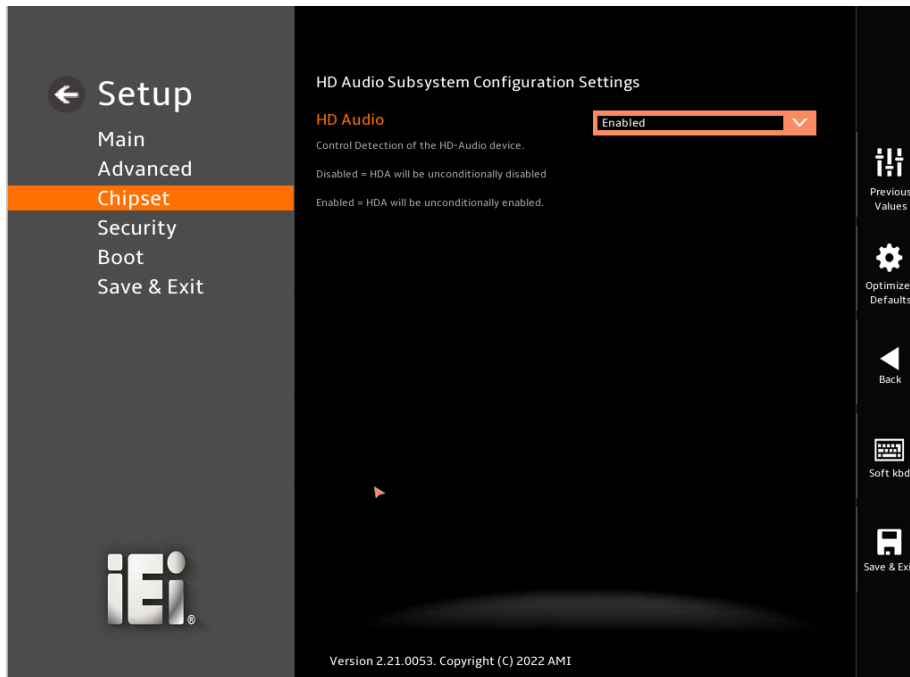 Setup
Main
Advanced
Chipset
Security
Boot
Save & Exit
iEi®
HD Audio Subsystem Configuration Settings
HD Audio
Enabled
Control Detection of the HD-Audio device.
Disabled = HDA will be unconditionally disabled
Enabled = HDA will be unconditionally enabled.
Version 2.21.0053. Copyright (C) 2022 AMI
Previous
Values
Optimize
Defaults
Back
Soft kbd
Save & Exi